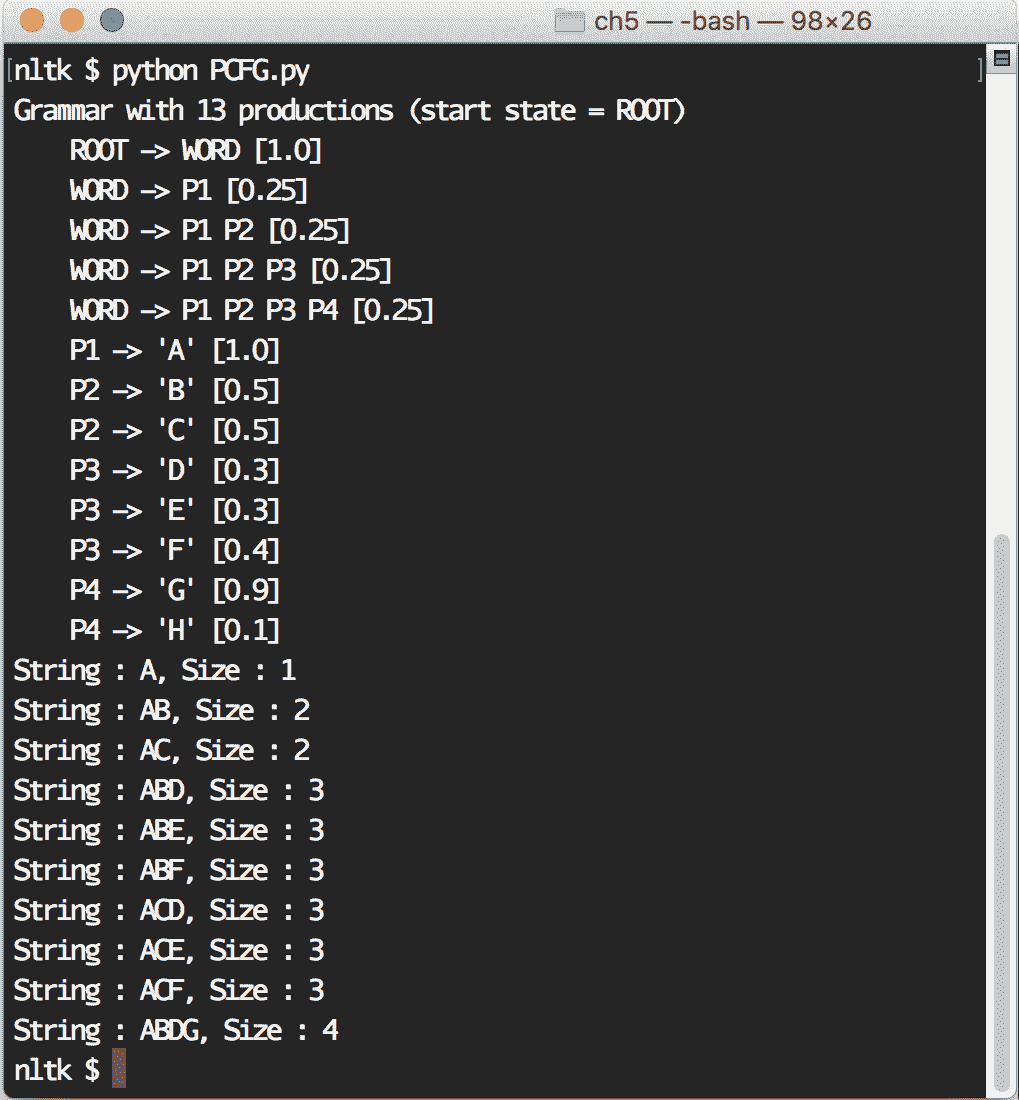 ch5 — -bash — 98×26
[nltk $ python PCFG.py ]
Grammar with 13 productions (start state = ROOT)
    ROOT -> WORD [1.0]
    WORD -> P1 [0.25]
    WORD -> P1 P2 [0.25]
    WORD -> P1 P2 P3 [0.25]
    WORD -> P1 P2 P3 P4 [0.25]
    P1 -> 'A' [1.0]
    P2 -> 'B' [0.5]
    P2 -> 'C' [0.5]
    P3 -> 'D' [0.3]
    P3 -> 'E' [0.3]
    P3 -> 'F' [0.4]
    P4 -> 'G' [0.9]
    P4 -> 'H' [0.1]
String : A, Size : 1
String : AB, Size : 2
String : AC, Size : 2
String : ABD, Size : 3
String : ABE, Size : 3
String : ABF, Size : 3
String : ACD, Size : 3
String : ACE, Size : 3
String : ACF, Size : 3
String : ABDG, Size : 4
nltk $